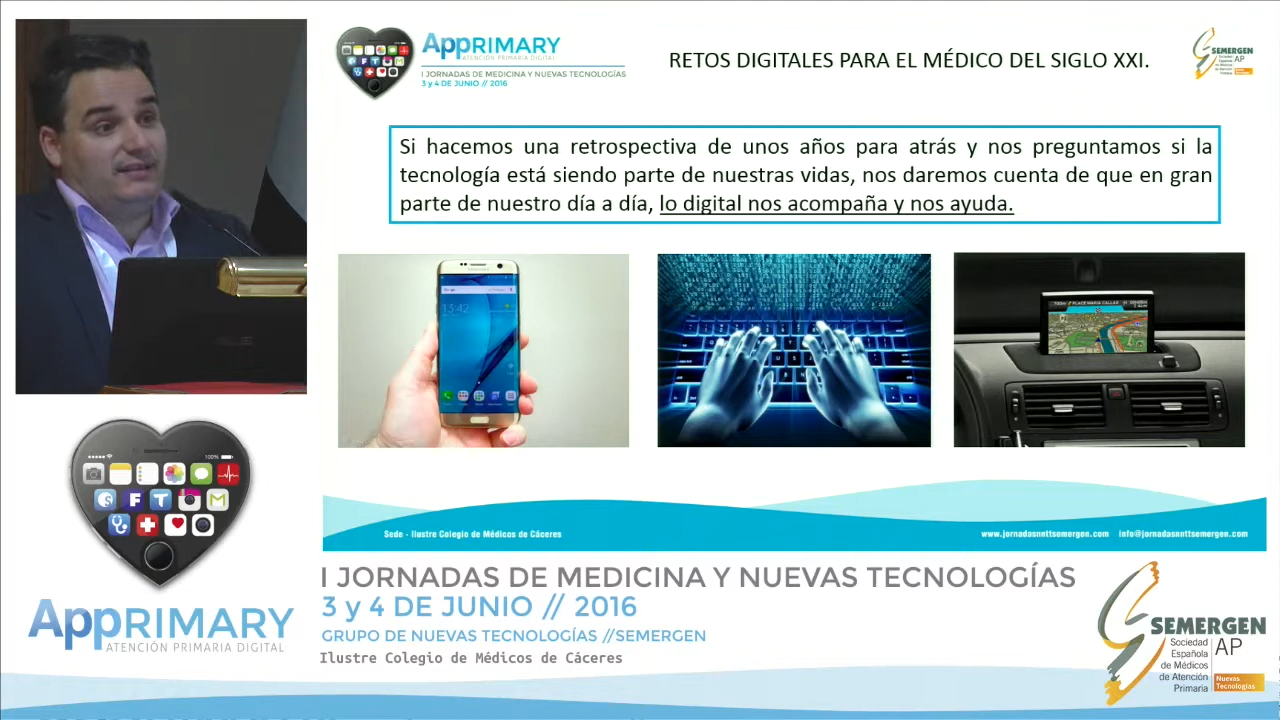 AppRIMARY
ATENCIÓN PRIMARIA DIGITAL
I JORNADAS DE MEDICINA Y NUEVAS TECNOLOGÍAS
3 y 4 DE JUNIO // 2016
RETOS DIGITALES PARA EL MÉDICO DEL SIGLO XXI.
SEMERGEN
AP
Si hacemos una retrospectiva de unos años para atrás y nos preguntamos si la
tecnología está siendo parte de nuestras vidas, nos daremos cuenta de que en gran
parte de nuestro día a día, lo digital nos acompaña y nos ayuda.
13:42
Sede - Ilustre Colegio de Médicos de Cáceres
www.jornadasnnttsemergen.com info@jornadasnnttsemergen.com
100%
AppRIMARY
ATENCIÓN PRIMARIA DIGITAL
I JORNADAS DE MEDICINA Y NUEVAS TECNOLOGÍAS
3 y 4 DE JUNIO // 2016
GRUPO DE NUEVAS TECNOLOGÍAS //SEMERGEN
Ilustre Colegio de Médicos de Cáceres
SEMERGEN
Sociedad
Española
de Médicos
de Atención
Primaria
AP
Nuevas
Tecnologías